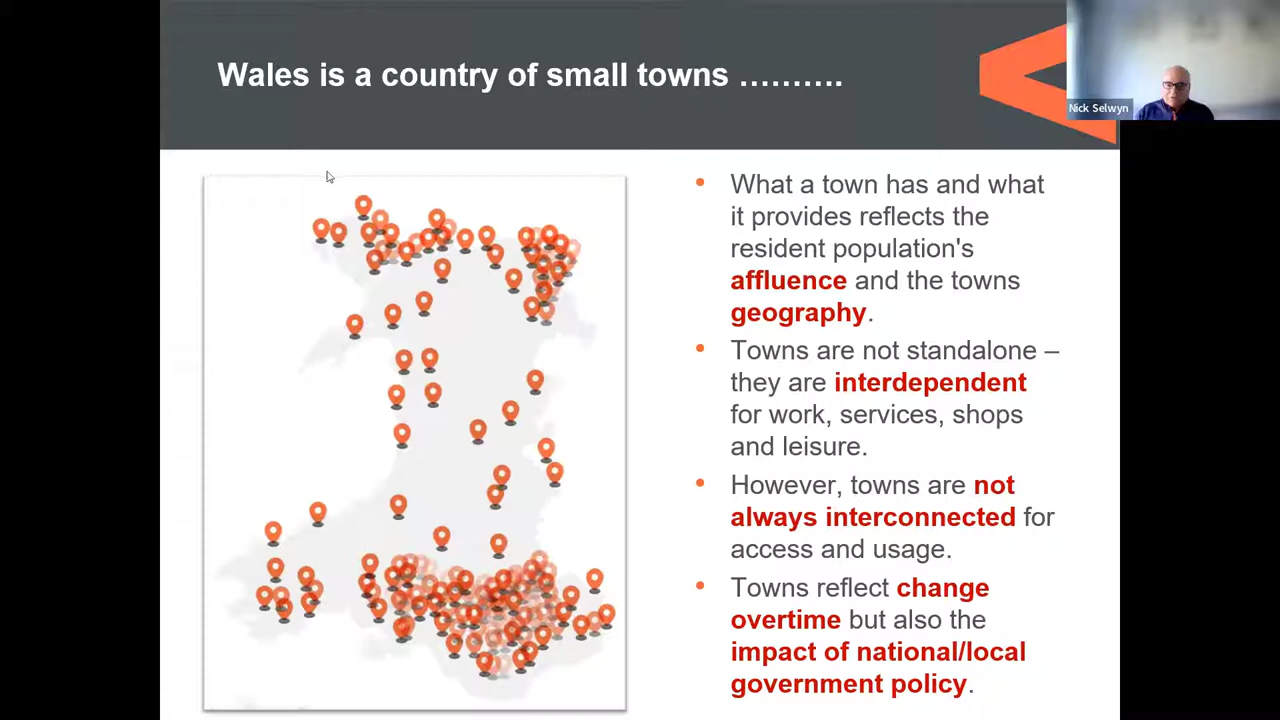 Wales is a country of small towns ……….
Nick Selwyn
• What a town has and what
it provides reflects the
resident population's
affluence and the towns
geography.
• Towns are not standalone –
they are interdependent
for work, services, shops
and leisure.
• However, towns are not
always interconnected for
access and usage.
• Towns reflect change
overtime but also the
impact of national/local
government policy.